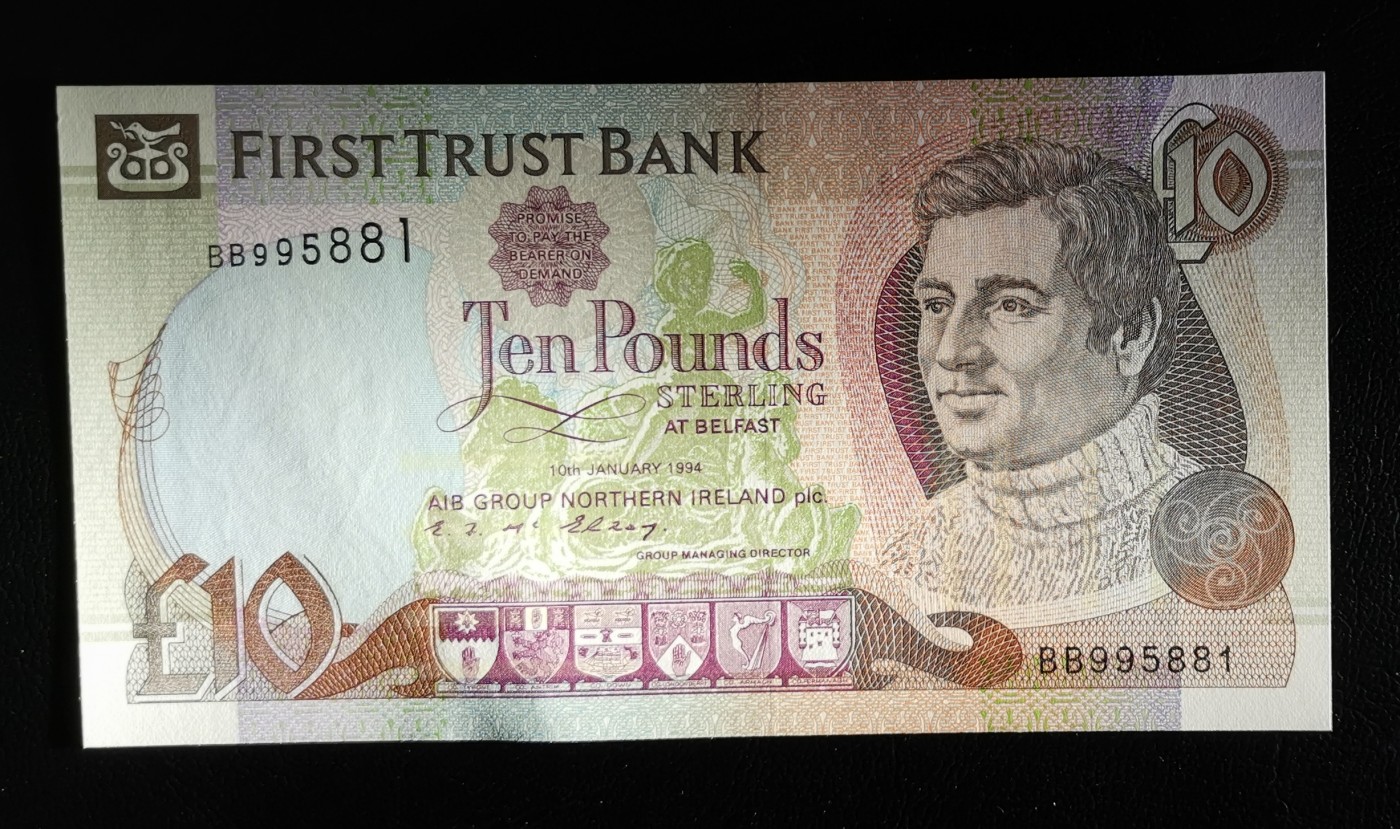 FIRST TRUST BANK
£10
BB995881
PROMISE
TO PAY THE
BEARER ON
DEMAND
Ten Pounds
STERLING
AT BELFAST
10th JANUARY 1994
AIB GROUP NORTHERN IRELAND plc.
GROUP MANAGING DIRECTOR
£10
BB995881